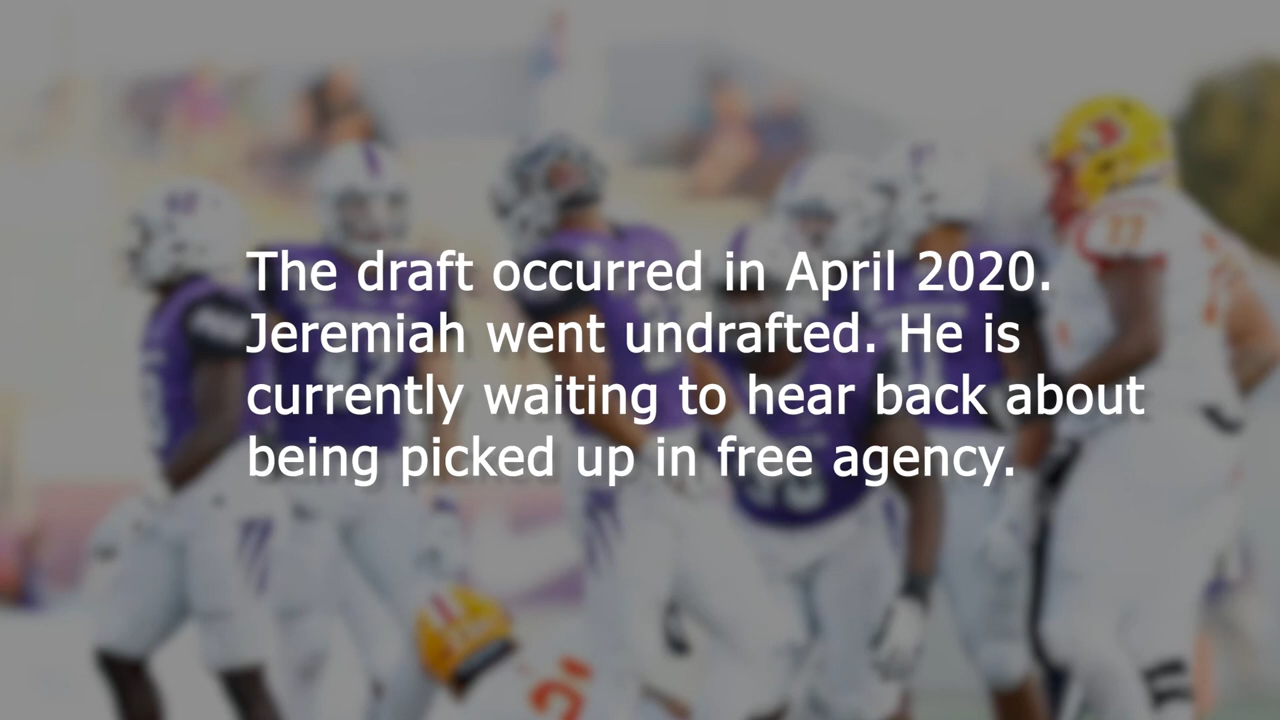 The draft occurred in April 2020.
Jeremiah went undrafted. He is
currently waiting to hear back about
being picked up in free agency.